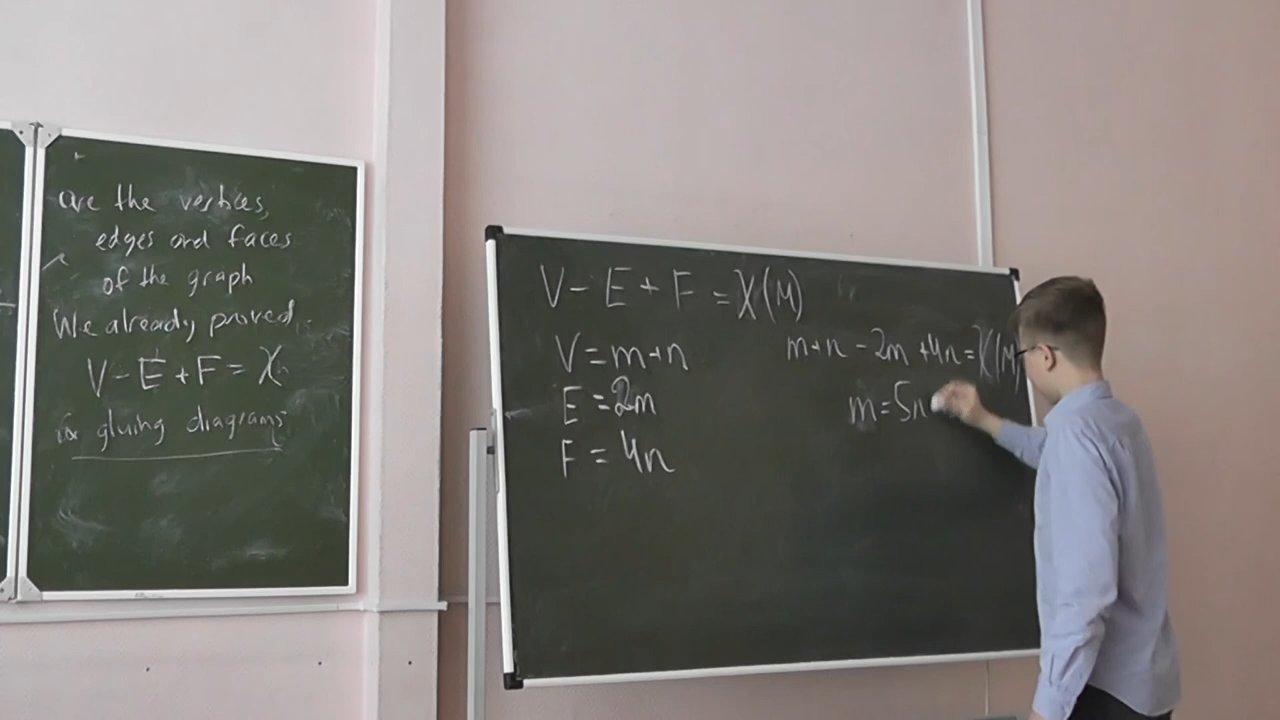 are the vertices,
edges and faces
of the graph
We already proved
V - E + F = χ
for gluing diagrams
V - E + F = χ(M)
V = m+n
E = 2m
F = 4n
m+n - 2m + 4n = χ(M)
m = 5n